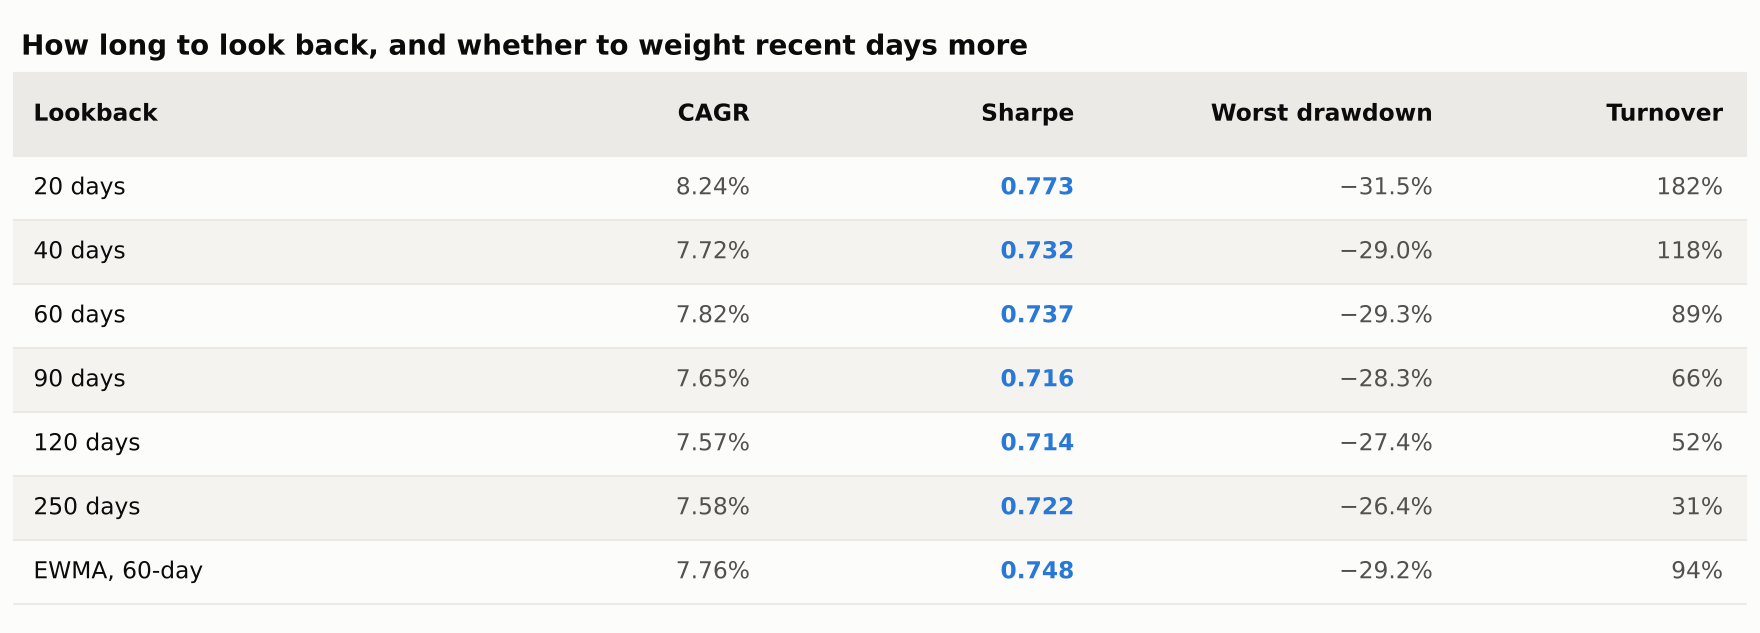 How long to look back, and whether to weight recent days more
Lookback CAGR Sharpe Worst drawdown Turnover
20 days 8.24% 0.773 −31.5% 182%
40 days 7.72% 0.732 −29.0% 118%
60 days 7.82% 0.737 −29.3% 89%
90 days 7.65% 0.716 −28.3% 66%
120 days 7.57% 0.714 −27.4% 52%
250 days 7.58% 0.722 −26.4% 31%
EWMA, 60-day 7.76% 0.748 −29.2% 94%